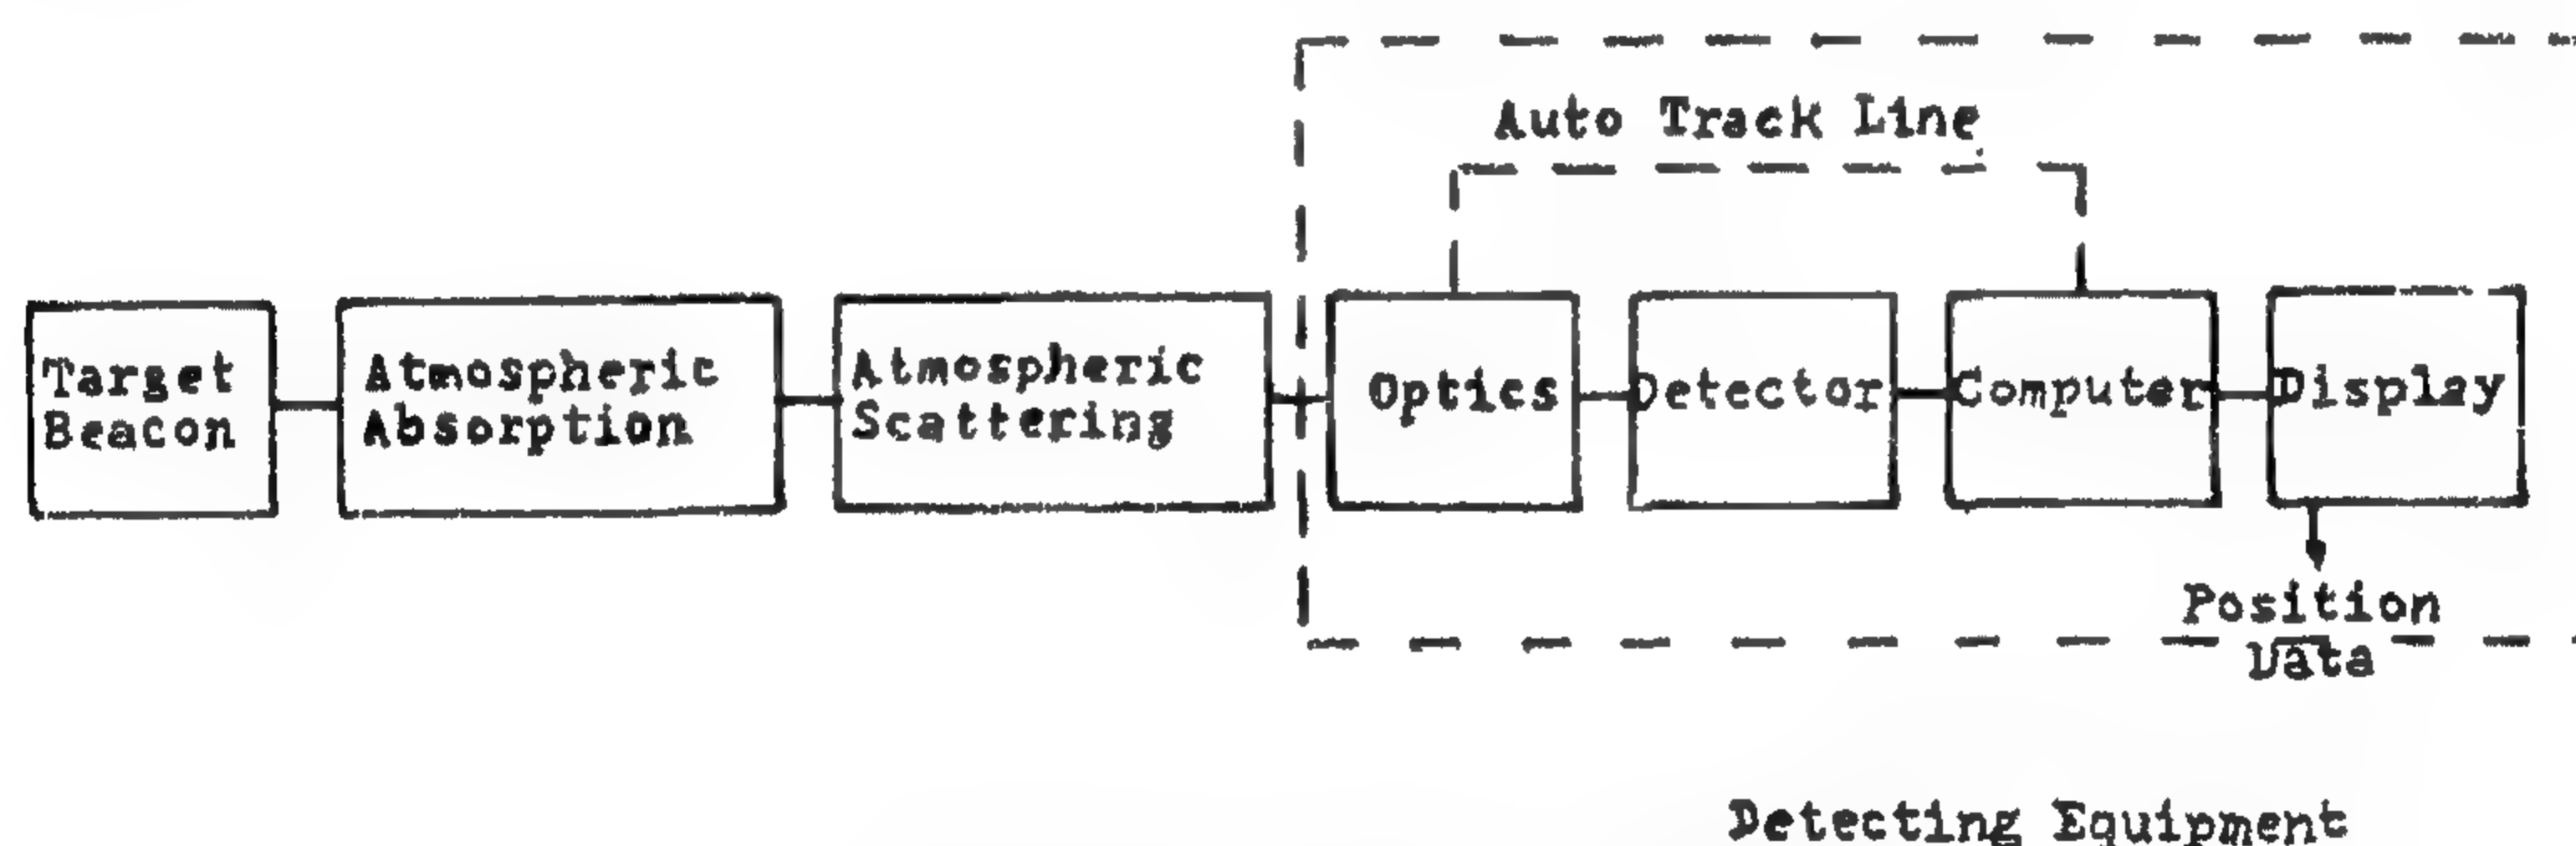 Auto Track Line
Target
Beacon
Atmospheric
Absorption
Atmospheric
Scattering
Optics
Detector
Computer
Display
Position
Data
Detecting Equipment